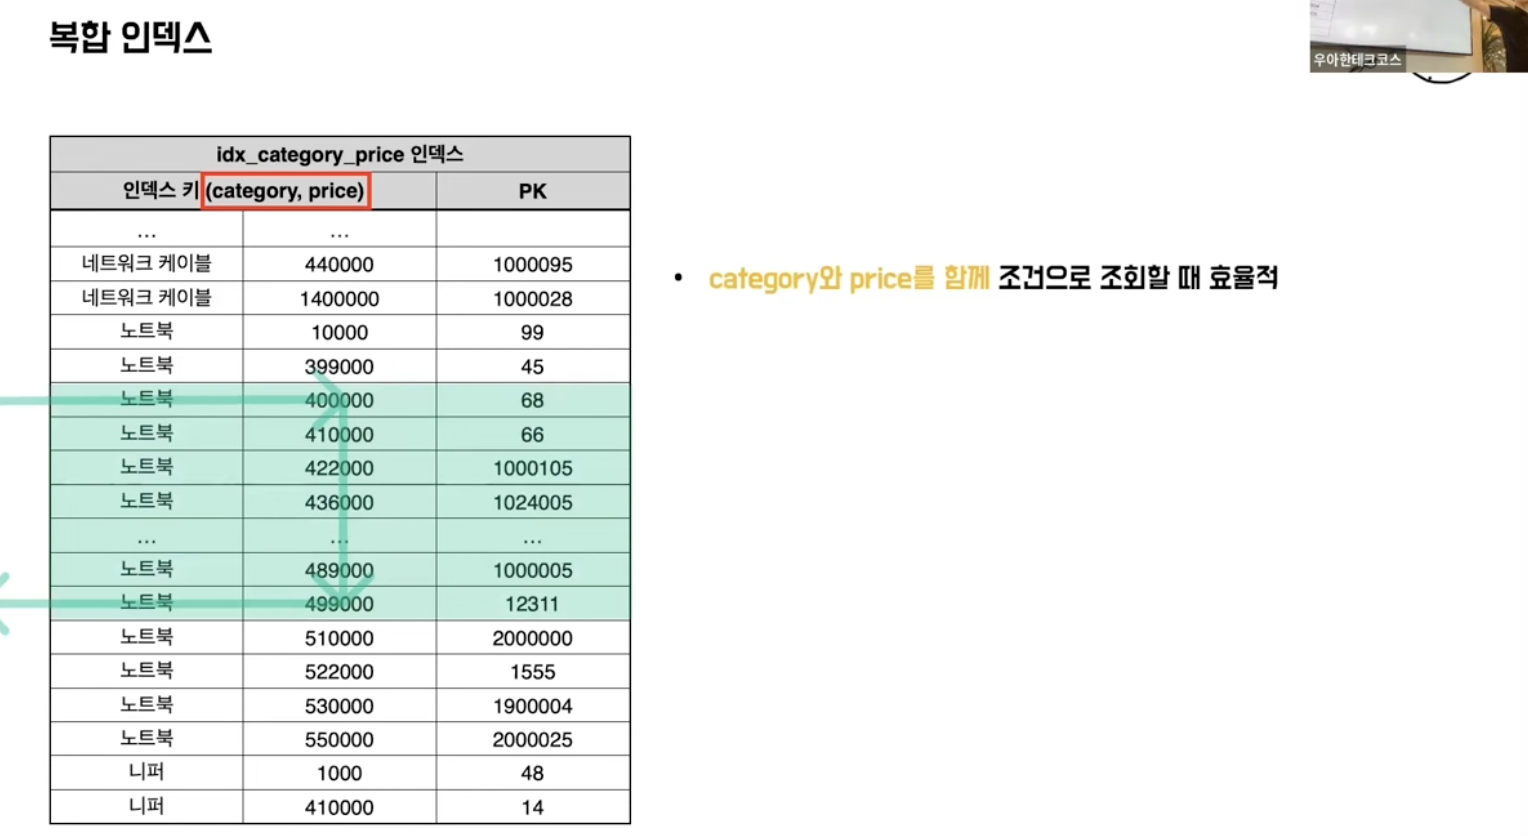 복합 인덱스
우아한테크코스
idx_category_price 인덱스
인덱스 키 (category, price) PK
... ...
네트워크 케이블 440000 1000095
네트워크 케이블 1400000 1000028
노트북 10000 99
노트북 399000 45
노트북 400000 68
노트북 410000 66
노트북 422000 1000105
노트북 436000 1024005
... ... ...
노트북 489000 1000005
노트북 499000 12311
노트북 510000 2000000
노트북 522000 1555
노트북 530000 1900004
노트북 550000 2000025
니퍼 1000 48
니퍼 410000 14
• category와 price를 함께 조건으로 조회할 때 효율적